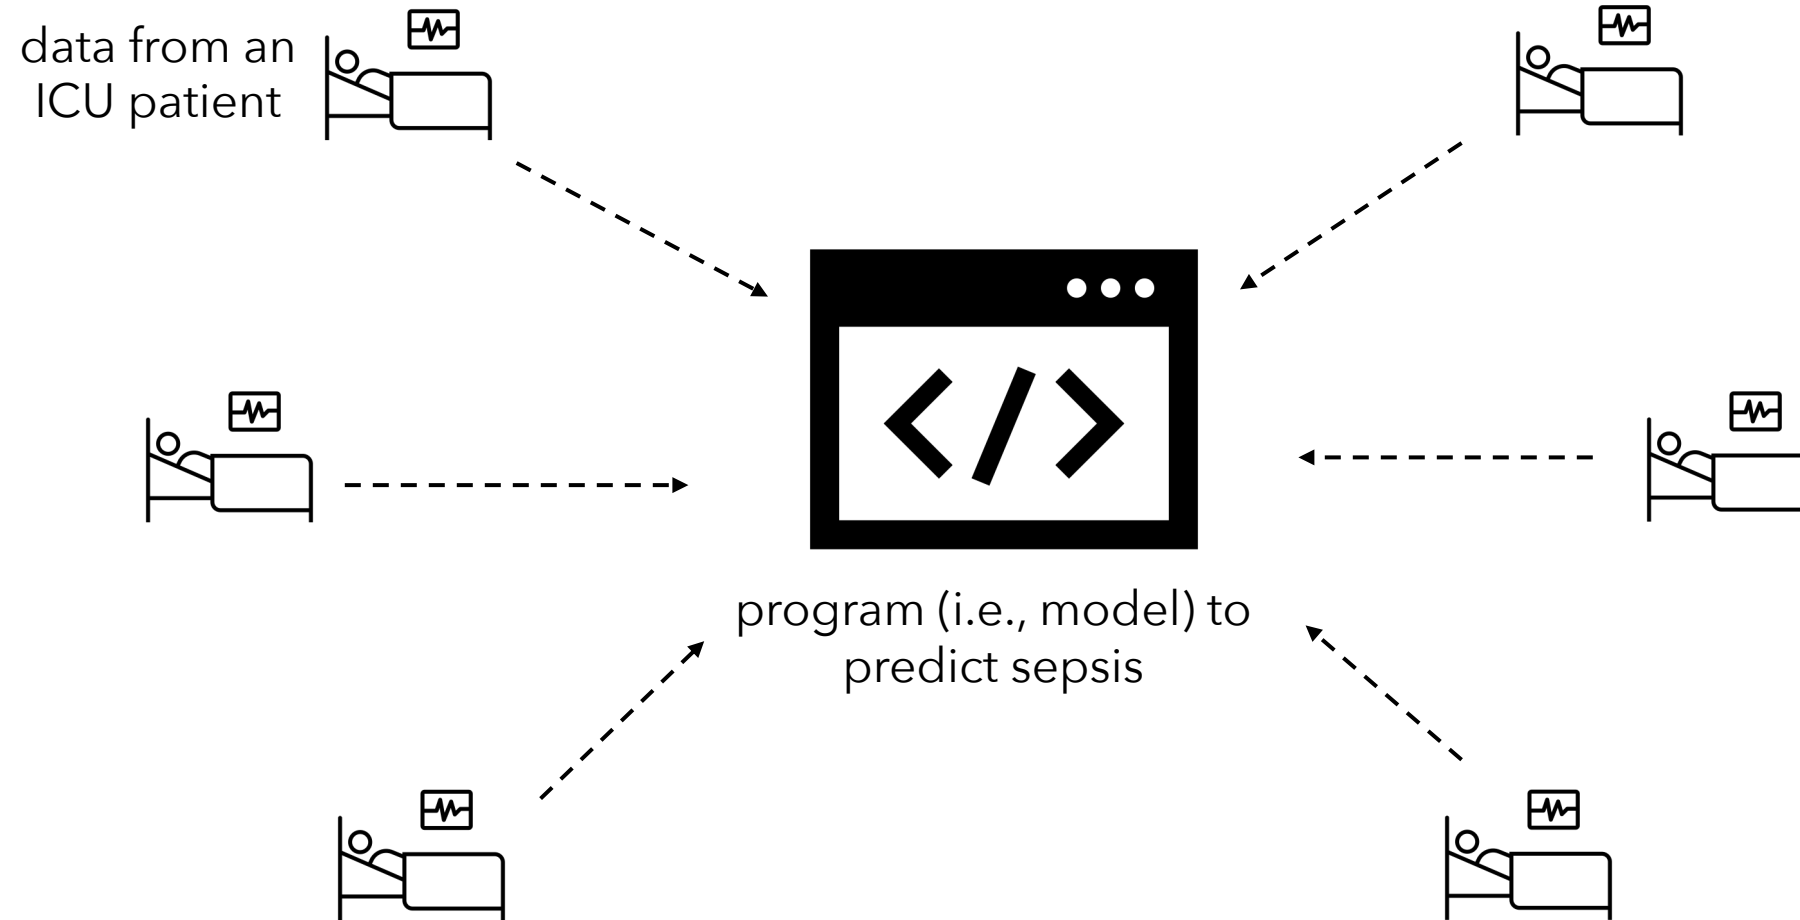 data from an
ICU patient
</>
program (i.e., model) to
predict sepsis